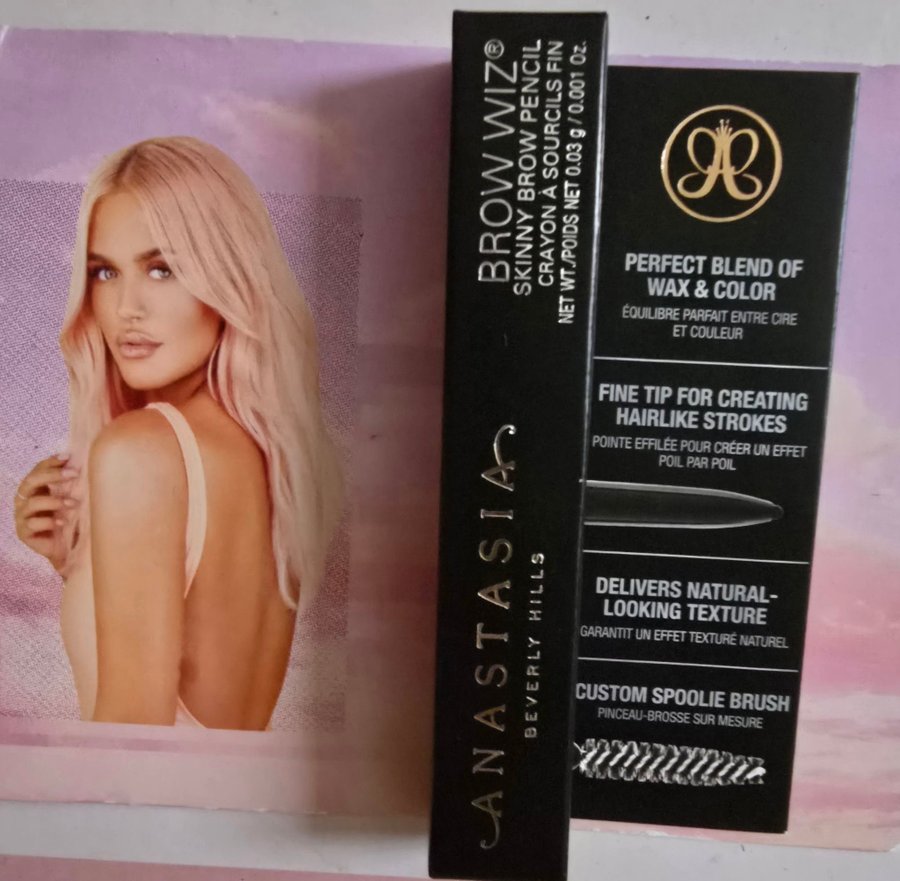 BROW WIZ®
SKINNY BROW PENCIL
CRAYON À SOURCILS FIN
NET WT./POIDS NET 0.03 g / 0.001 Oz.
ANASTASIA
BEVERLY HILLS
PERFECT BLEND OF
WAX & COLOR
ÉQUILIBRE PARFAIT ENTRE CIRE
ET COULEUR
FINE TIP FOR CREATING
HAIRLIKE STROKES
POINTE EFFILÉE POUR CRÉER UN EFFET
POIL PAR POIL
DELIVERS NATURAL-
LOOKING TEXTURE
GARANTIT UN EFFET TEXTURÉ NATUREL
CUSTOM SPOOLIE BRUSH
PINCEAU-BROSSE SUR MESURE